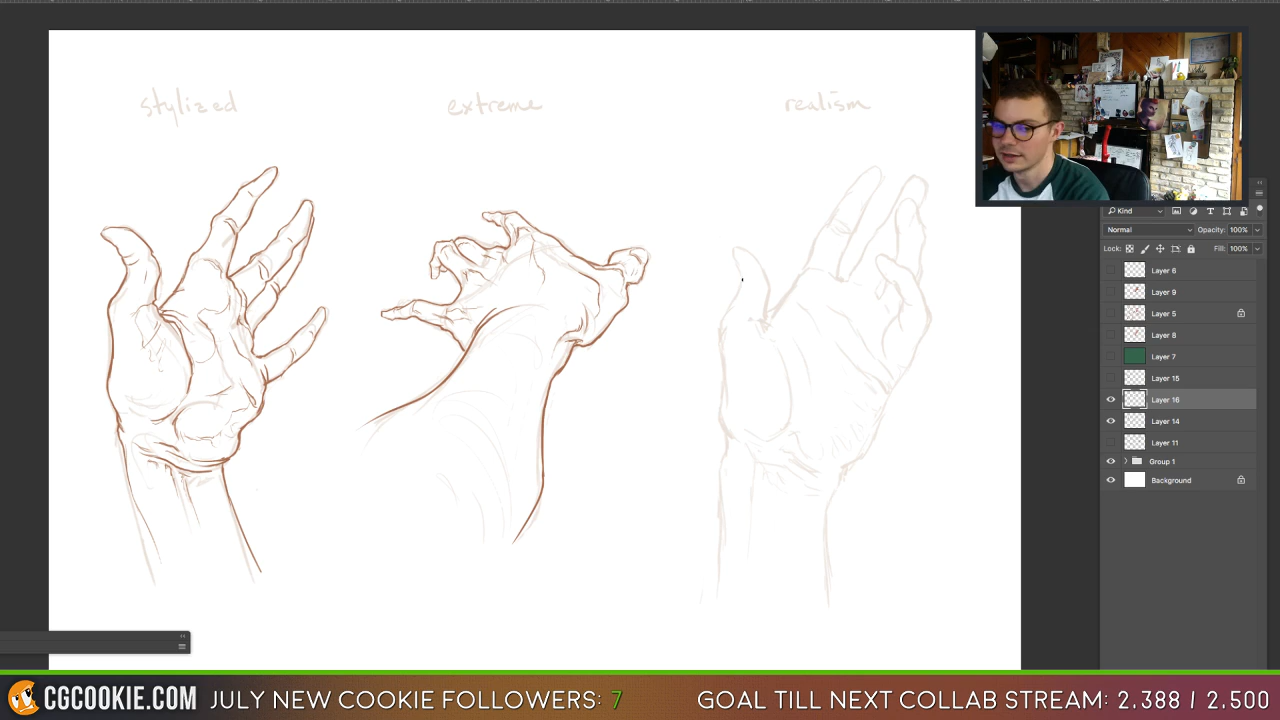 stylized
extreme
realism
Kind
Normal
Opacity: 100%
Lock:
Fill: 100%
Layer 6
Layer 9
Layer 5
Layer 8
Layer 7
Layer 15
Layer 16
Layer 14
Layer 11
Group 1
Background
CGCOOKIE.COM
JULY NEW COOKIE FOLLOWERS: 7
GOAL TILL NEXT COLLAB STREAM: 2.388 / 2.500